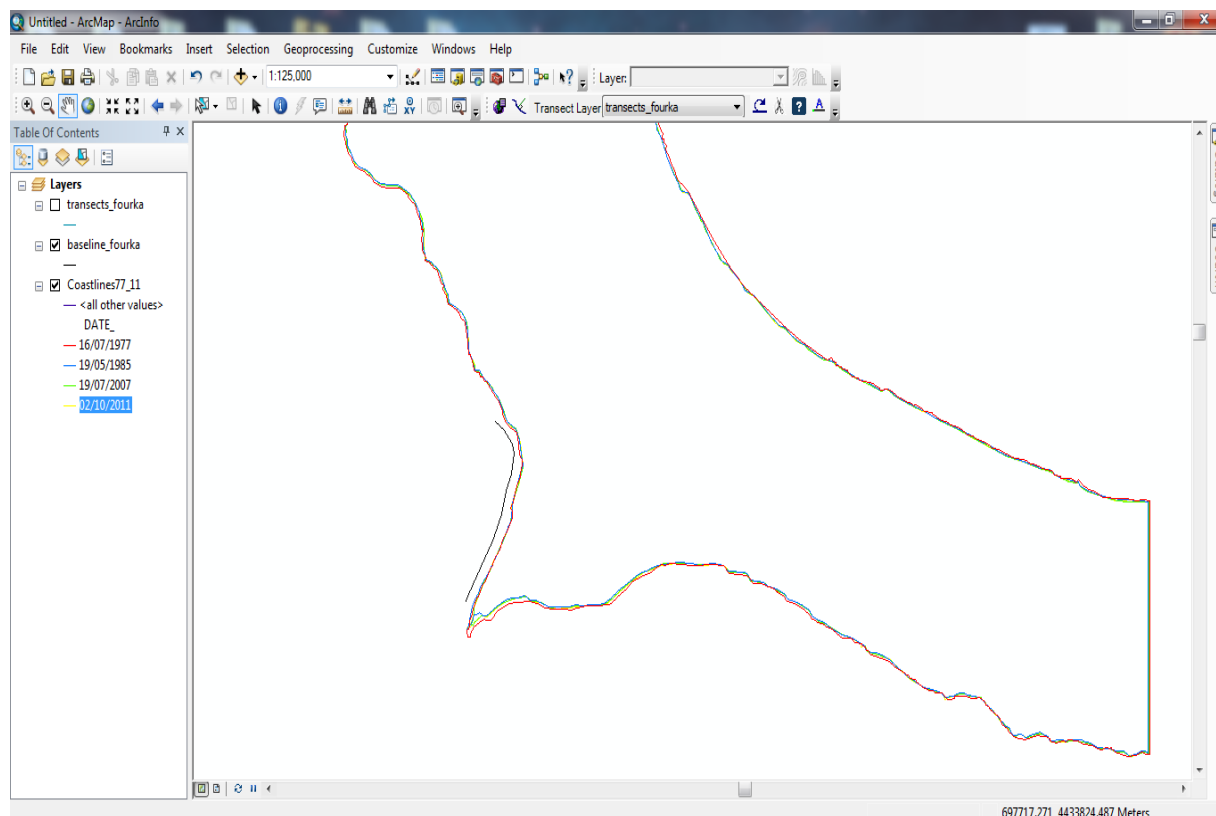 Untitled - ArcMap - ArcInfo
File Edit View Bookmarks Insert Selection Geoprocessing Customize Windows Help
1:125,000 Layer:
Transect Layer transects_fourka
Table Of Contents
Layers
transects_fourka
baseline_fourka
Coastlines77_11
<all other values>
DATE_
16/07/1977
19/05/1985
19/07/2007
02/10/2011
697717,271 4433824,487 Meters